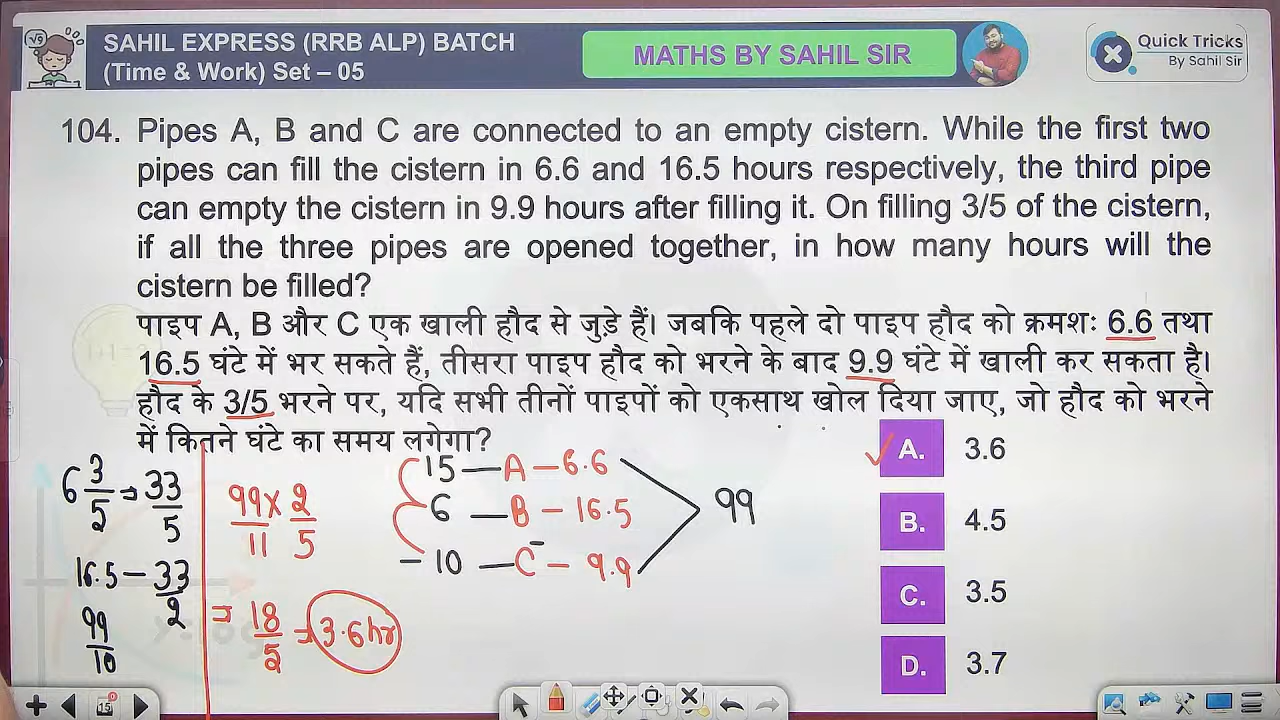 SAHIL EXPRESS (RRB ALP) BATCH
(Time & Work) Set – 05
MATHS BY SAHIL SIR
Quick Tricks
By Sahil Sir
104. Pipes A, B and C are connected to an empty cistern. While the first two
pipes can fill the cistern in 6.6 and 16.5 hours respectively, the third pipe
can empty the cistern in 9.9 hours after filling it. On filling 3/5 of the cistern,
if all the three pipes are opened together, in how many hours will the
cistern be filled?
पाइप A, B और C एक खाली हौद से जुड़े हैं। जबकि पहले दो पाइप हौद को क्रमशः 6.6 तथा
16.5 घंटे में भर सकते हैं, तीसरा पाइप हौद को भरने के बाद 9.9 घंटे में खाली कर सकता है।
हौद के 3/5 भरने पर, यदि सभी तीनों पाइपों को एकसाथ खोल दिया जाए, जो हौद को भरने
में कितने घंटे का समय लगेगा?
A. 3.6
B. 4.5
C. 3.5
D. 3.7
6 3/5 = 33/5
16.5 – 33/2
99/10
99/11 × 2/5
= 18/5 = 3.6 hr
15 — A – 6.6
6 — B – 16.5
– 10 — C⁻ – 9.9
99
15